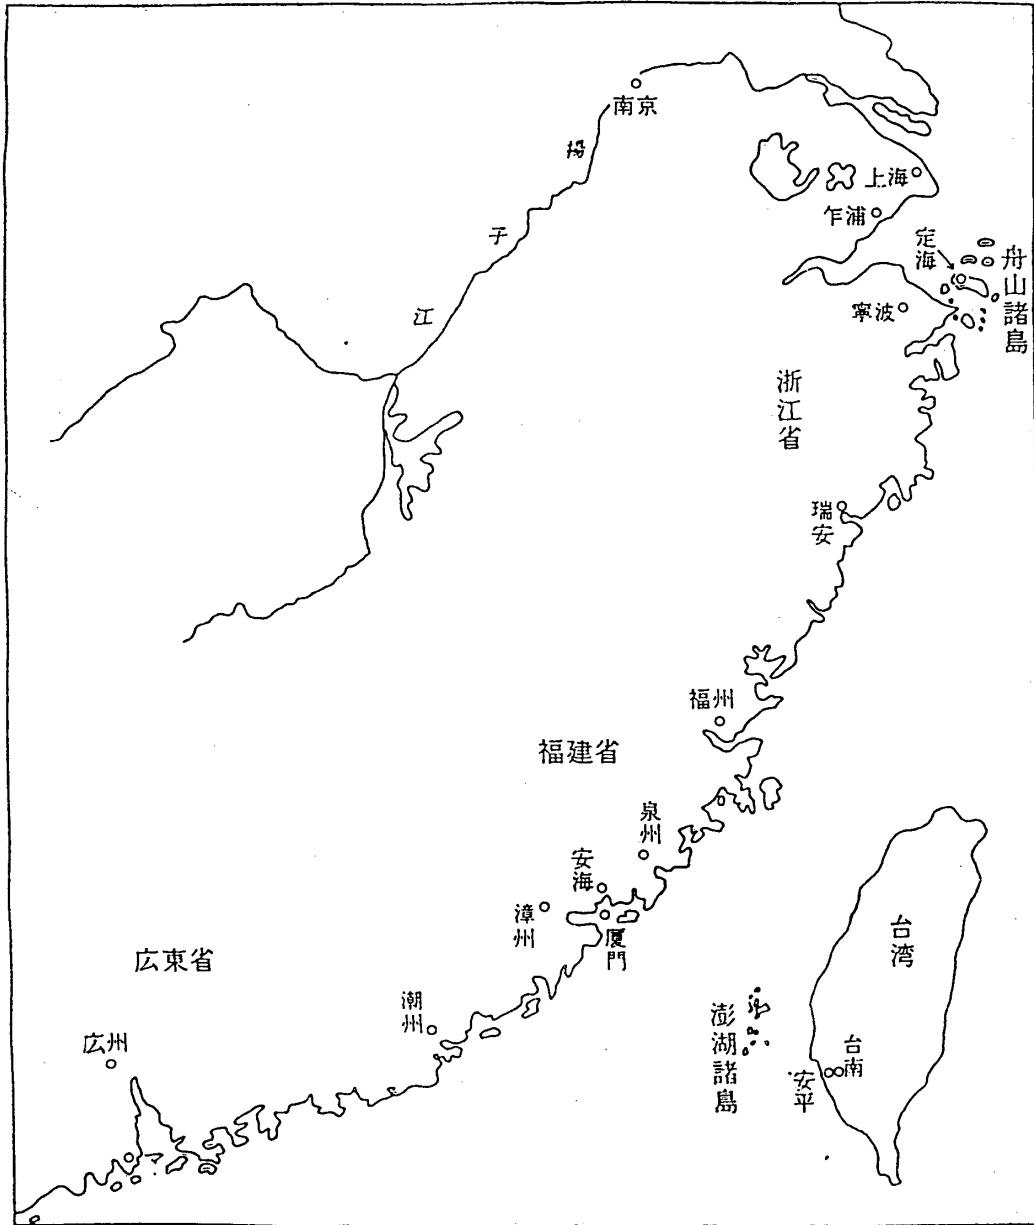 南京
揚子江
上海
乍浦
定海
舟山諸島
寧波
浙江省
瑞安
福州
福建省
泉州
安海
漳州
厦門
広東省
潮州
広州
台湾
澎湖諸島
台南
安平